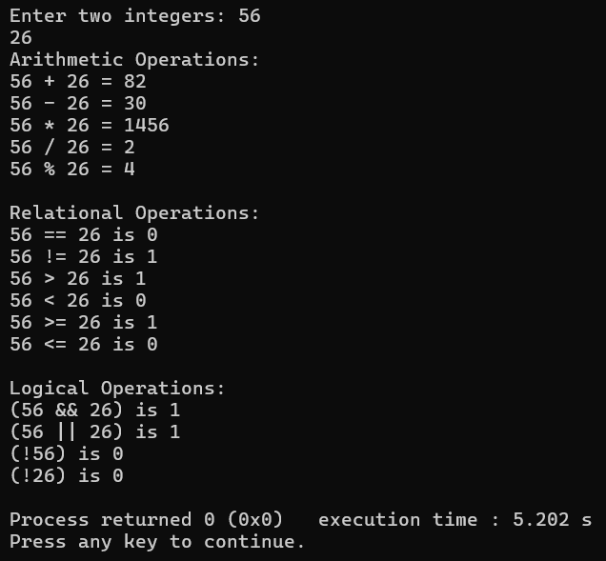 Enter two integers: 56
26
Arithmetic Operations:
56 + 26 = 82
56 - 26 = 30
56 * 26 = 1456
56 / 26 = 2
56 % 26 = 4

Relational Operations:
56 == 26 is 0
56 != 26 is 1
56 > 26 is 1
56 < 26 is 0
56 >= 26 is 1
56 <= 26 is 0

Logical Operations:
(56 && 26) is 1
(56 || 26) is 1
(!56) is 0
(!26) is 0

Process returned 0 (0x0)   execution time : 5.202 s
Press any key to continue.